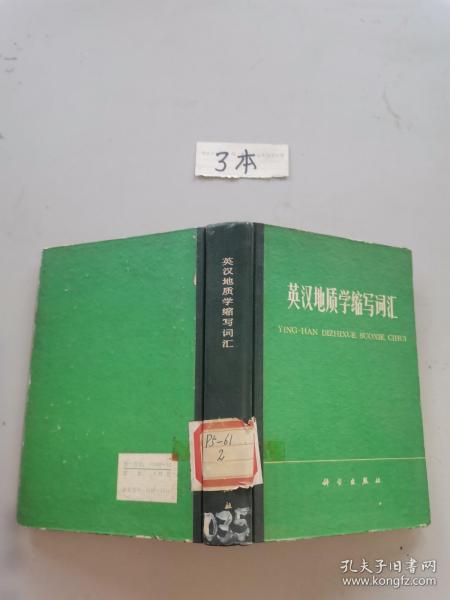 3本
英汉地质学缩写词汇
P5-61
2
社
035
英汉地质学缩写词汇
YING-HAN DIZHIXUE SUOXIE CIHUI
科学出版社
孔夫子旧书网
www.kongfz.com